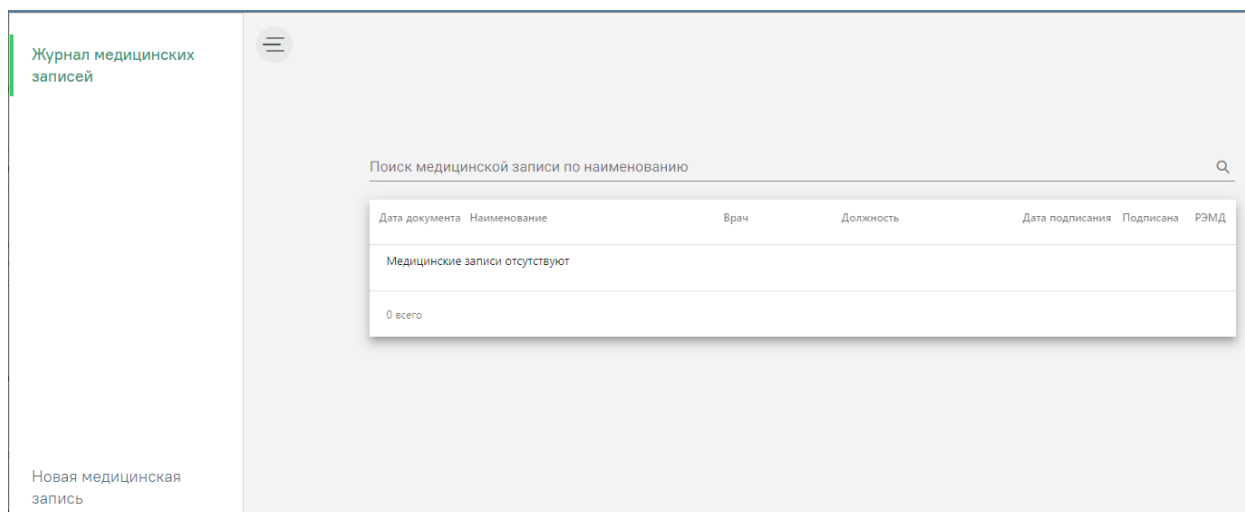 Журнал медицинских
записей
Поиск медицинской записи по наименованию
Дата документа Наименование Врач Должность Дата подписания Подписана РЭМД
Медицинские записи отсутствуют
0 всего
Новая медицинская
запись